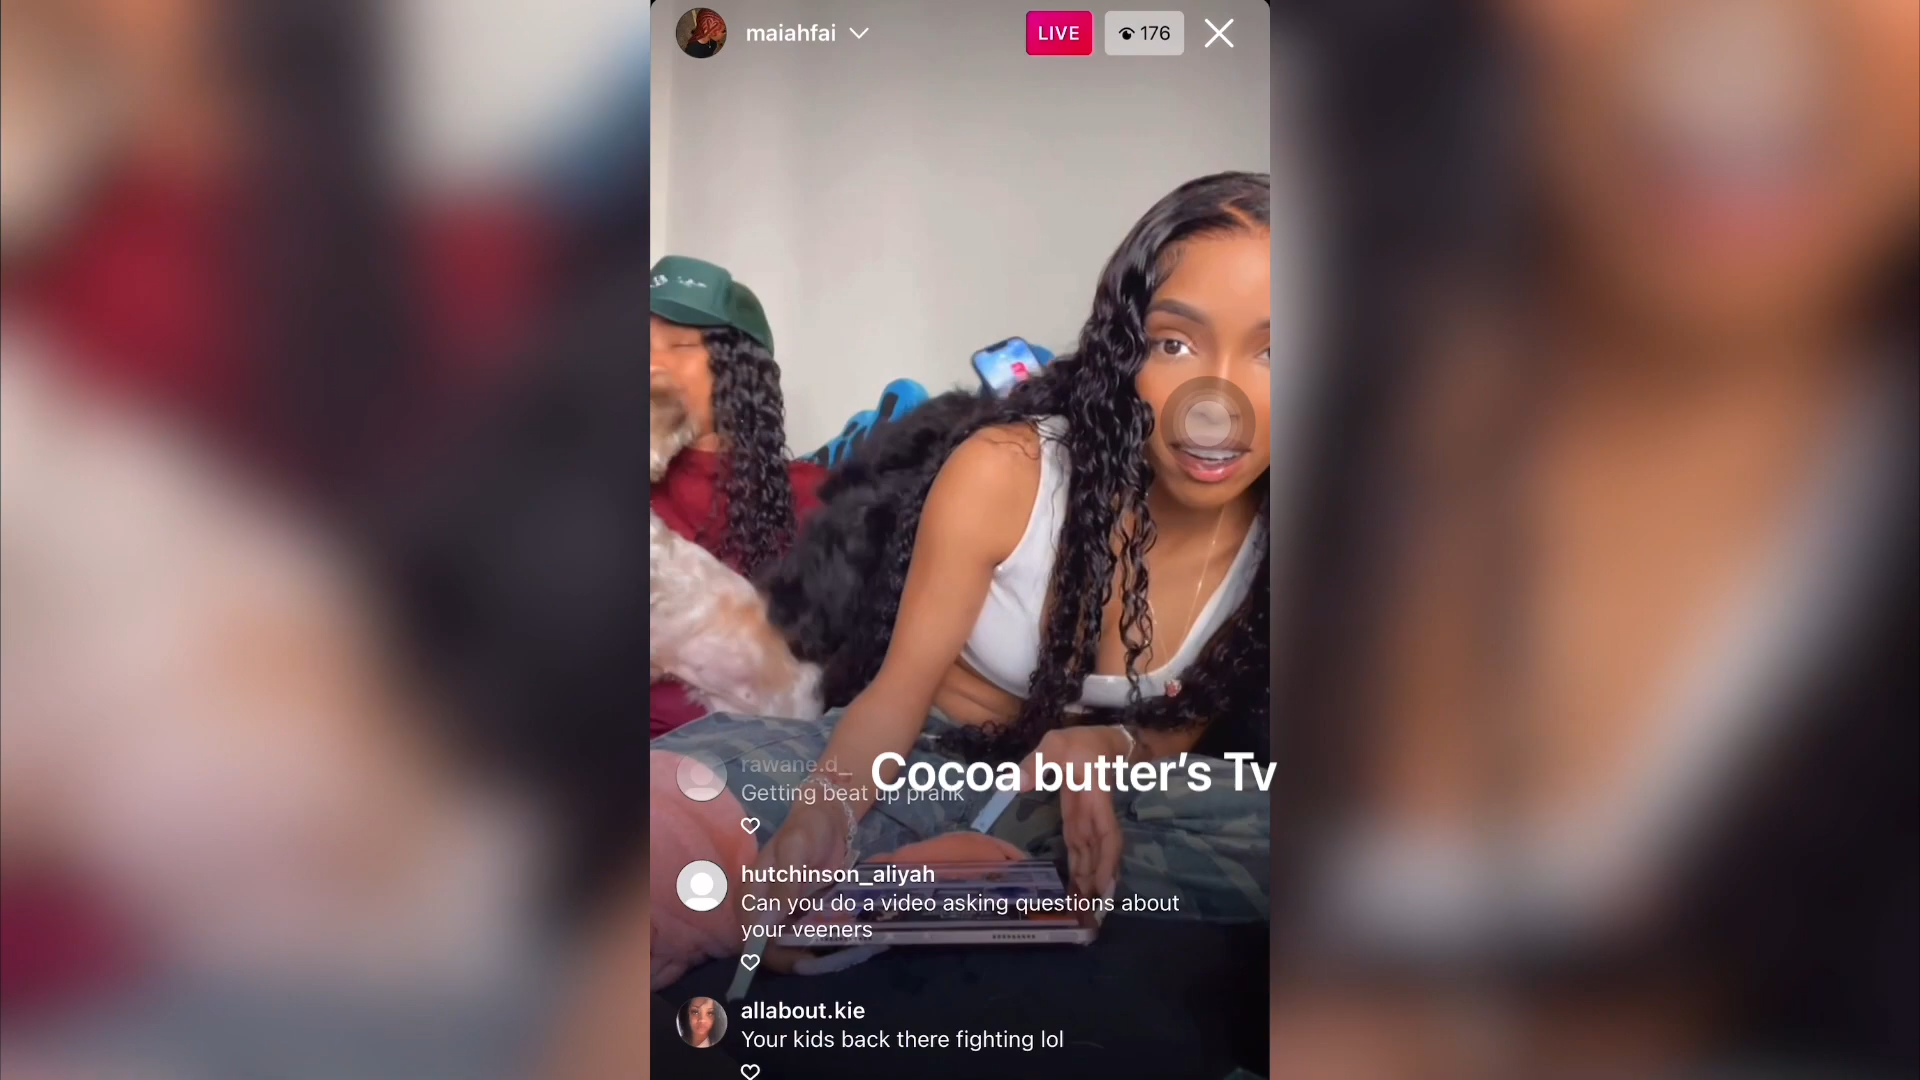 maiahfai
LIVE
176
rawane.d_
Cocoa butter's Tv
Getting beat up prank
hutchinson_aliyah
Can you do a video asking questions about
your veeners
allabout.kie
Your kids back there fighting lol